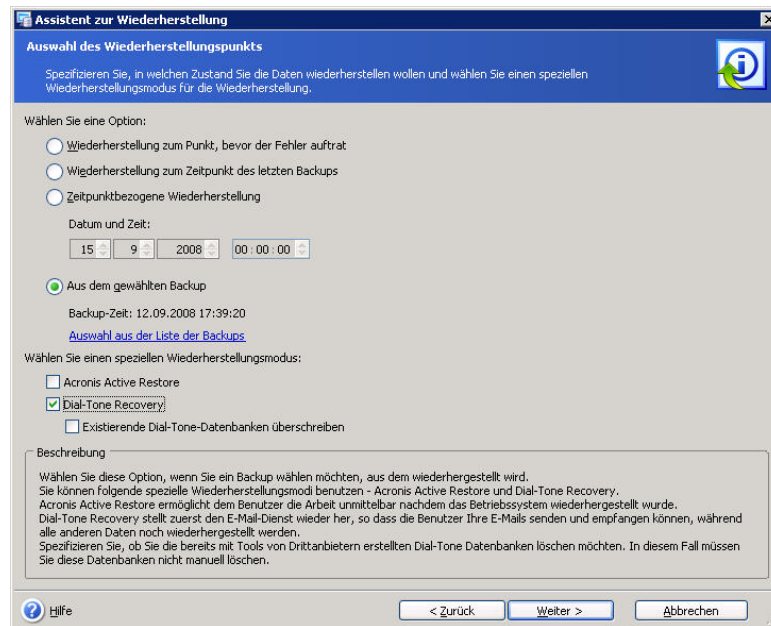 Assistent zur Wiederherstellung
Auswahl des Wiederherstellungspunkts
Spezifizieren Sie, in welchen Zustand Sie die Daten wiederherstellen wollen und wählen Sie einen speziellen
Wiederherstellungsmodus für die Wiederherstellung.
Wählen Sie eine Option:
Wiederherstellung zum Punkt, bevor der Fehler auftrat
Wiederherstellung zum Zeitpunkt des letzten Backups
Zeitpunktbezogene Wiederherstellung
Datum und Zeit:
15 9 2008 00:00:00
Aus dem gewählten Backup
Backup-Zeit: 12.09.2008 17:39:20
Auswahl aus der Liste der Backups
Wählen Sie einen speziellen Wiederherstellungsmodus:
Acronis Active Restore
Dial-Tone Recovery
Existierende Dial-Tone-Datenbanken überschreiben
Beschreibung
Wählen Sie diese Option, wenn Sie ein Backup wählen möchten, aus dem wiederhergestellt wird.
Sie können folgende spezielle Wiederherstellungsmodi benutzen - Acronis Active Restore und Dial-Tone Recovery.
Acronis Active Restore ermöglicht dem Benutzer die Arbeit unmittelbar nachdem das Betriebssystem wiederhergestellt wurde.
Dial-Tone Recovery stellt zuerst den E-Mail-Dienst wieder her, so dass die Benutzer Ihre E-Mails senden und empfangen können, während
alle anderen Daten noch wiederhergestellt werden.
Spezifizieren Sie, ob Sie die bereits mit Tools von Drittanbietern erstellten Dial-Tone Datenbanken löschen möchten. In diesem Fall müssen
Sie diese Datenbanken nicht manuell löschen.
Hilfe < Zurück Weiter > Abbrechen